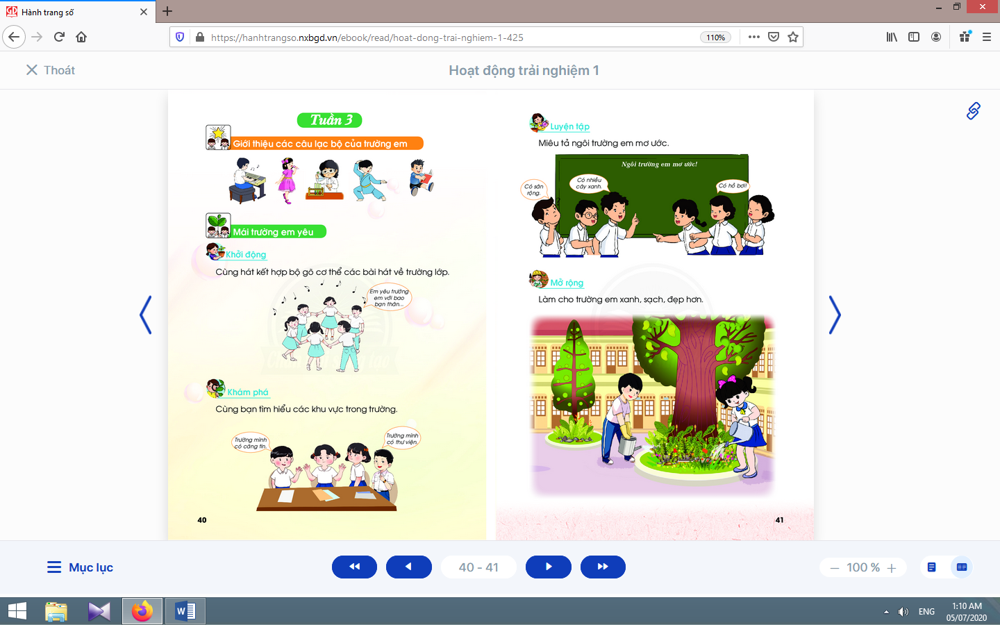 Hành trang số
https://hanhtrangso.nxbgd.vn/ebook/read/hoat-dong-trai-nghiem-1-425
110%
Thoát
Hoạt động trải nghiệm 1
Tuần 3
Giới thiệu các câu lạc bộ của trường em
Mái trường em yêu
Khởi động
Cùng hát kết hợp bộ gõ cơ thể các bài hát về trường lớp.
Em yêu trường
em với bao
bạn thân...
Khám phá
Cùng bạn tìm hiểu các khu vực trong trường.
Trường mình
có căng tin.
Trường mình
có thư viện.
40
Luyện tập
Miêu tả ngôi trường em mơ ước.
Ngôi trường em mơ ước!
Có sân
rộng.
Có nhiều
cây xanh.
Có hồ bơi!
Mở rộng
Làm cho trường em xanh, sạch, đẹp hơn.
41
Mục lục
40 - 41
100 %
ENG
1:10 AM
05/07/2020